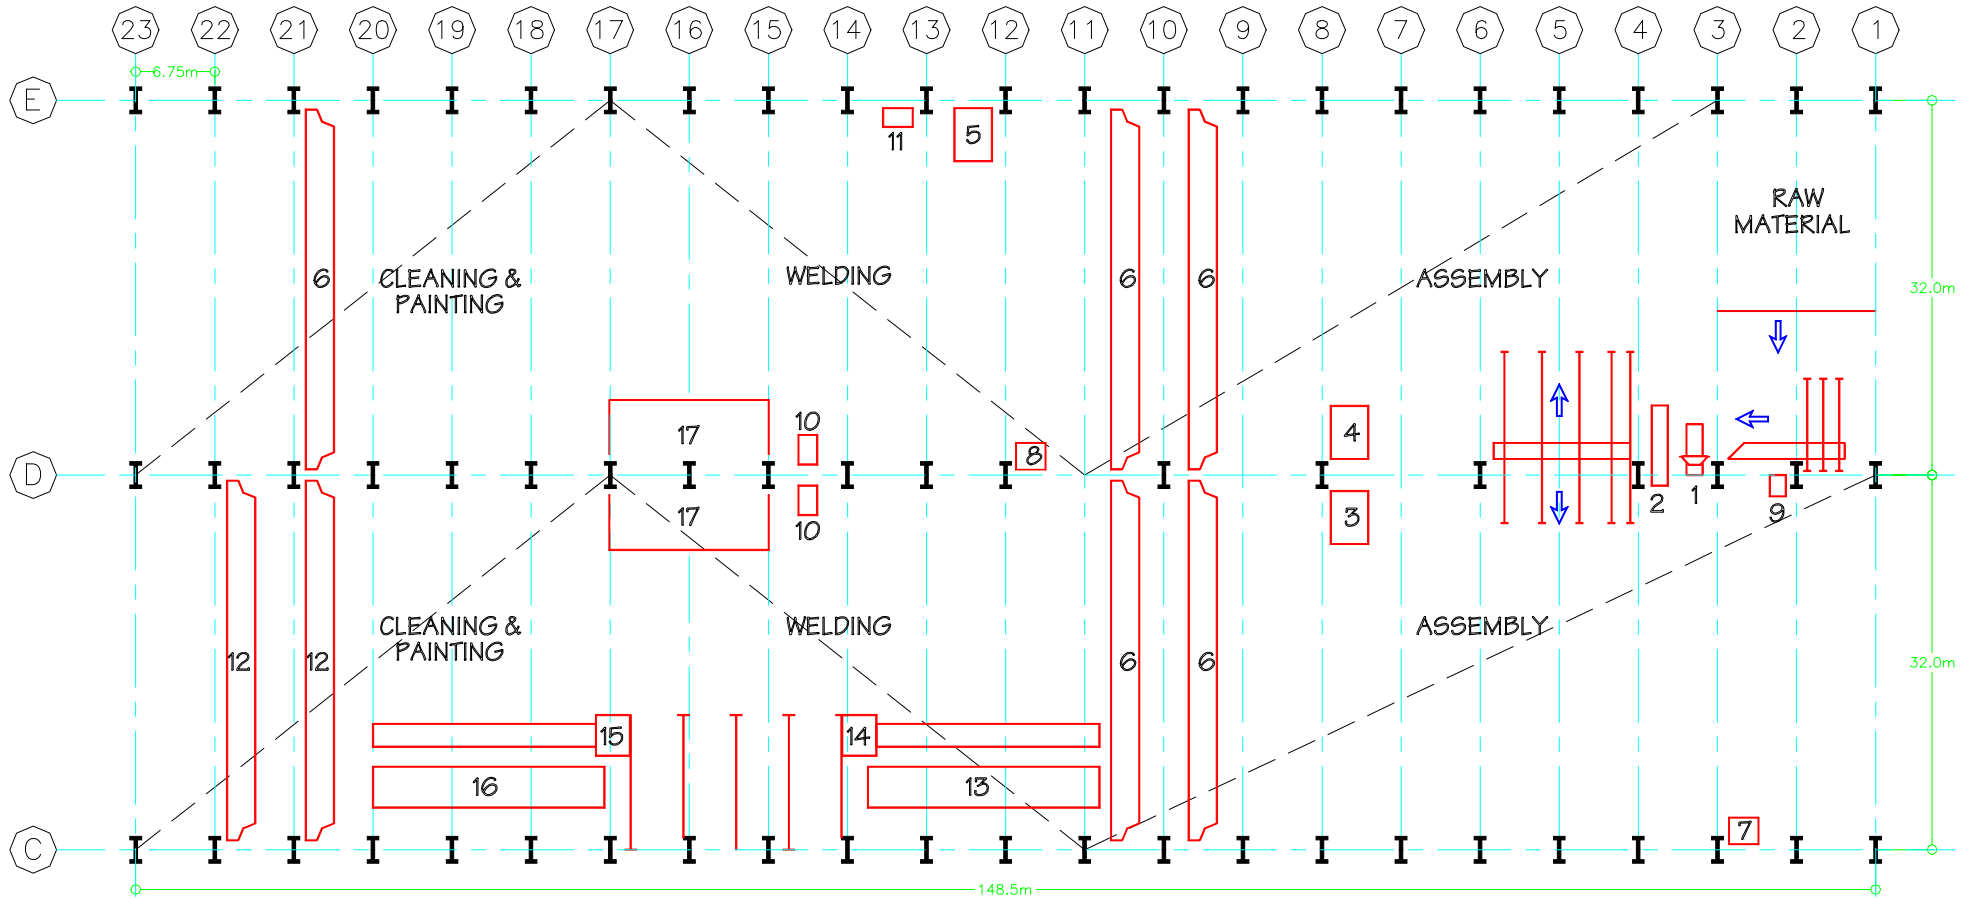 23 22 21 20 19 18 17 16 15 14 13 12 11 10 9 8 7 6 5 4 3 2 1
6.75m
E
11 5
RAW
MATERIAL
6 CLEANING &
PAINTING
WELDING
6 6 ASSEMBLY
32.0m
17 10 8 4
D
17 10 3 2 1 9
CLEANING &
PAINTING
WELDING
ASSEMBLY
12 12 6 6
32.0m
15 14
16 13
7
C
148.5m